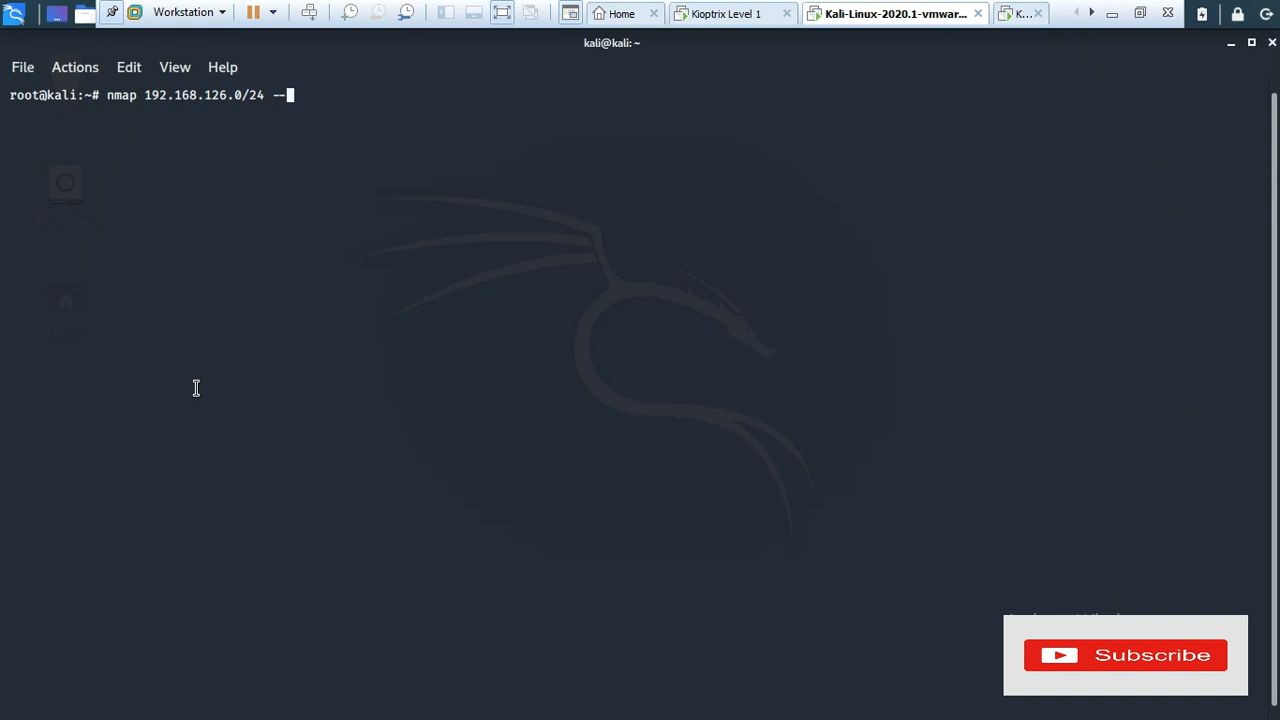 Workstation
Home
Kioptrix Level 1
Kali-Linux-2020.1-vmwar...
K...
kali@kali: ~
File Actions Edit View Help
root@kali:~# nmap 192.168.126.0/24 --
Subscribe